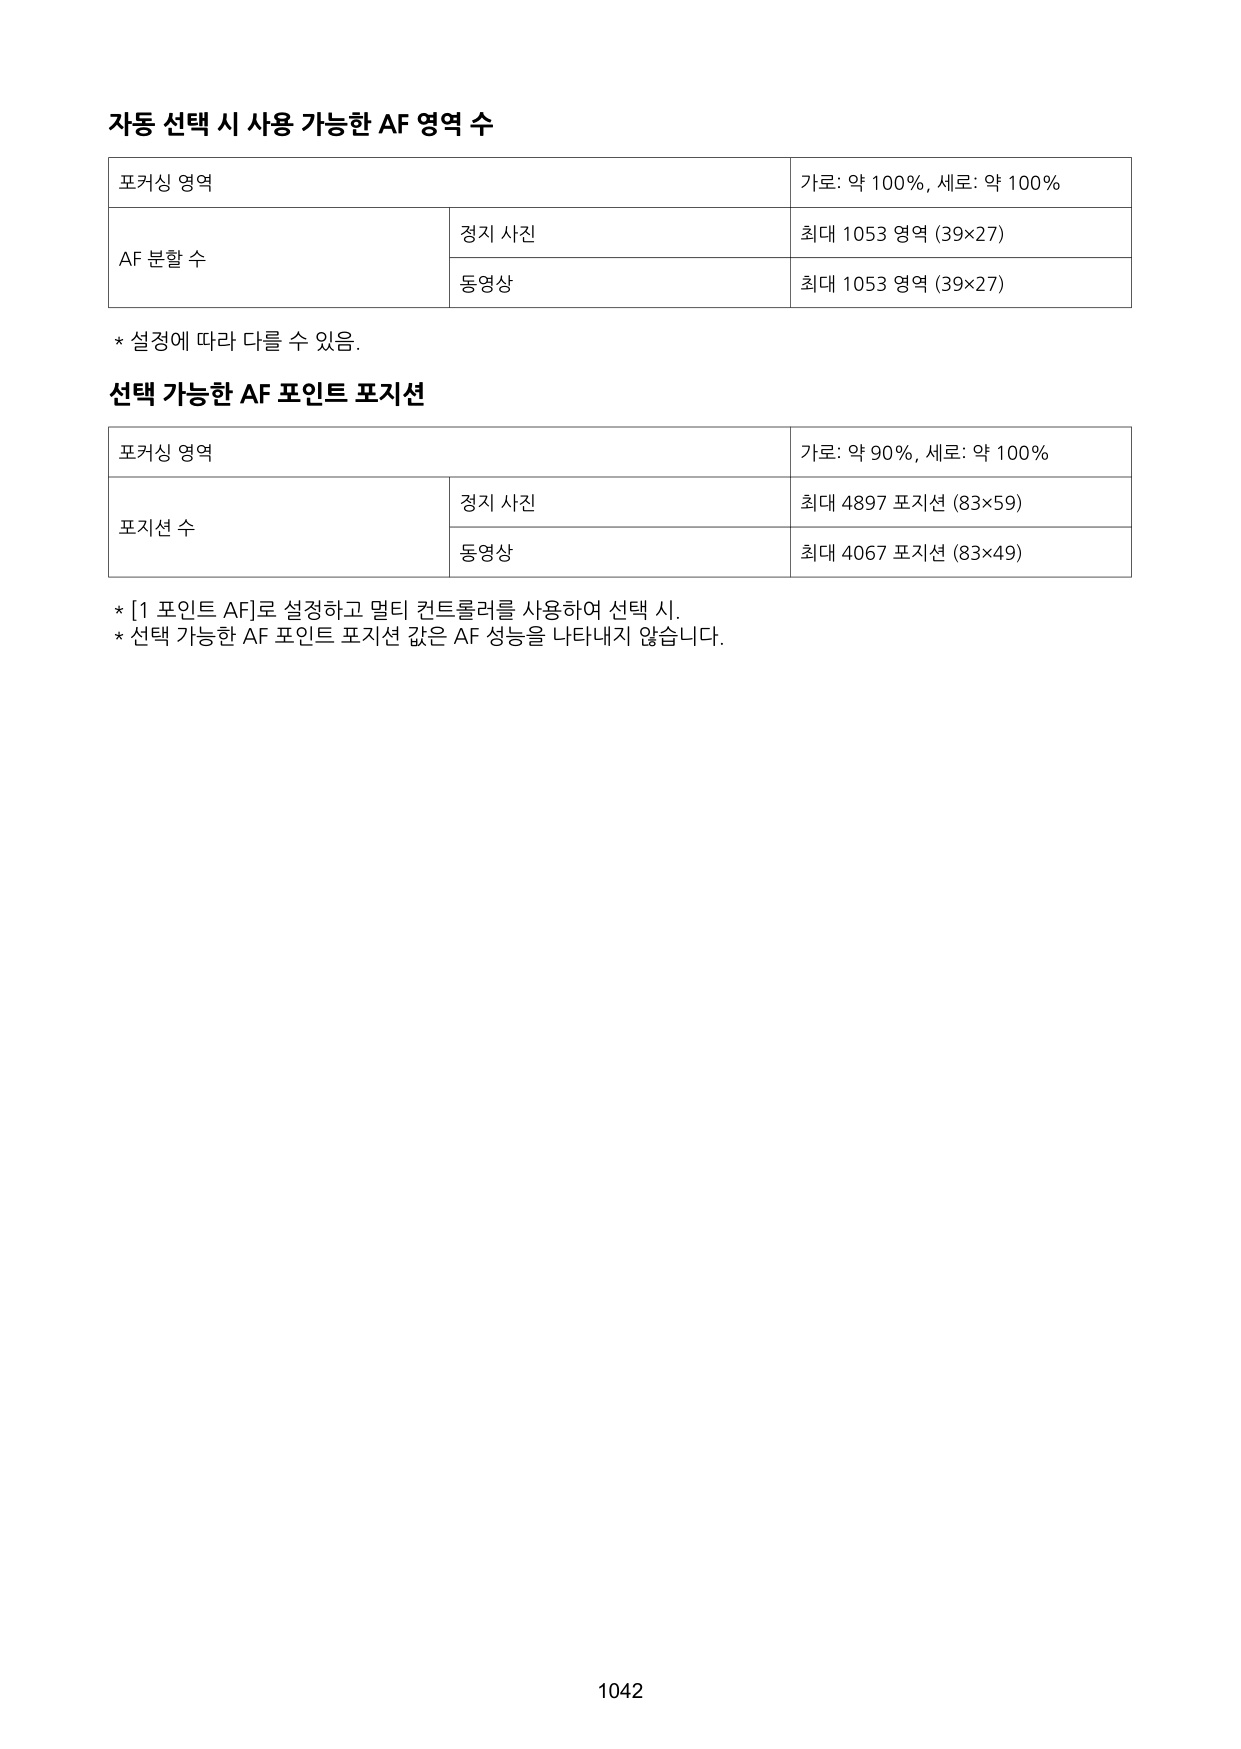 자동 선택 시 사용 가능한 AF 영역 수
포커싱 영역 가로: 약 100%, 세로: 약 100%
AF 분할 수 정지 사진 최대 1053 영역 (39×27)
동영상 최대 1053 영역 (39×27)
* 설정에 따라 다를 수 있음.
선택 가능한 AF 포인트 포지션
포커싱 영역 가로: 약 90%, 세로: 약 100%
포지션 수 정지 사진 최대 4897 포지션 (83×59)
동영상 최대 4067 포지션 (83×49)
* [1 포인트 AF]로 설정하고 멀티 컨트롤러를 사용하여 선택 시.
* 선택 가능한 AF 포인트 포지션 값은 AF 성능을 나타내지 않습니다.
1042